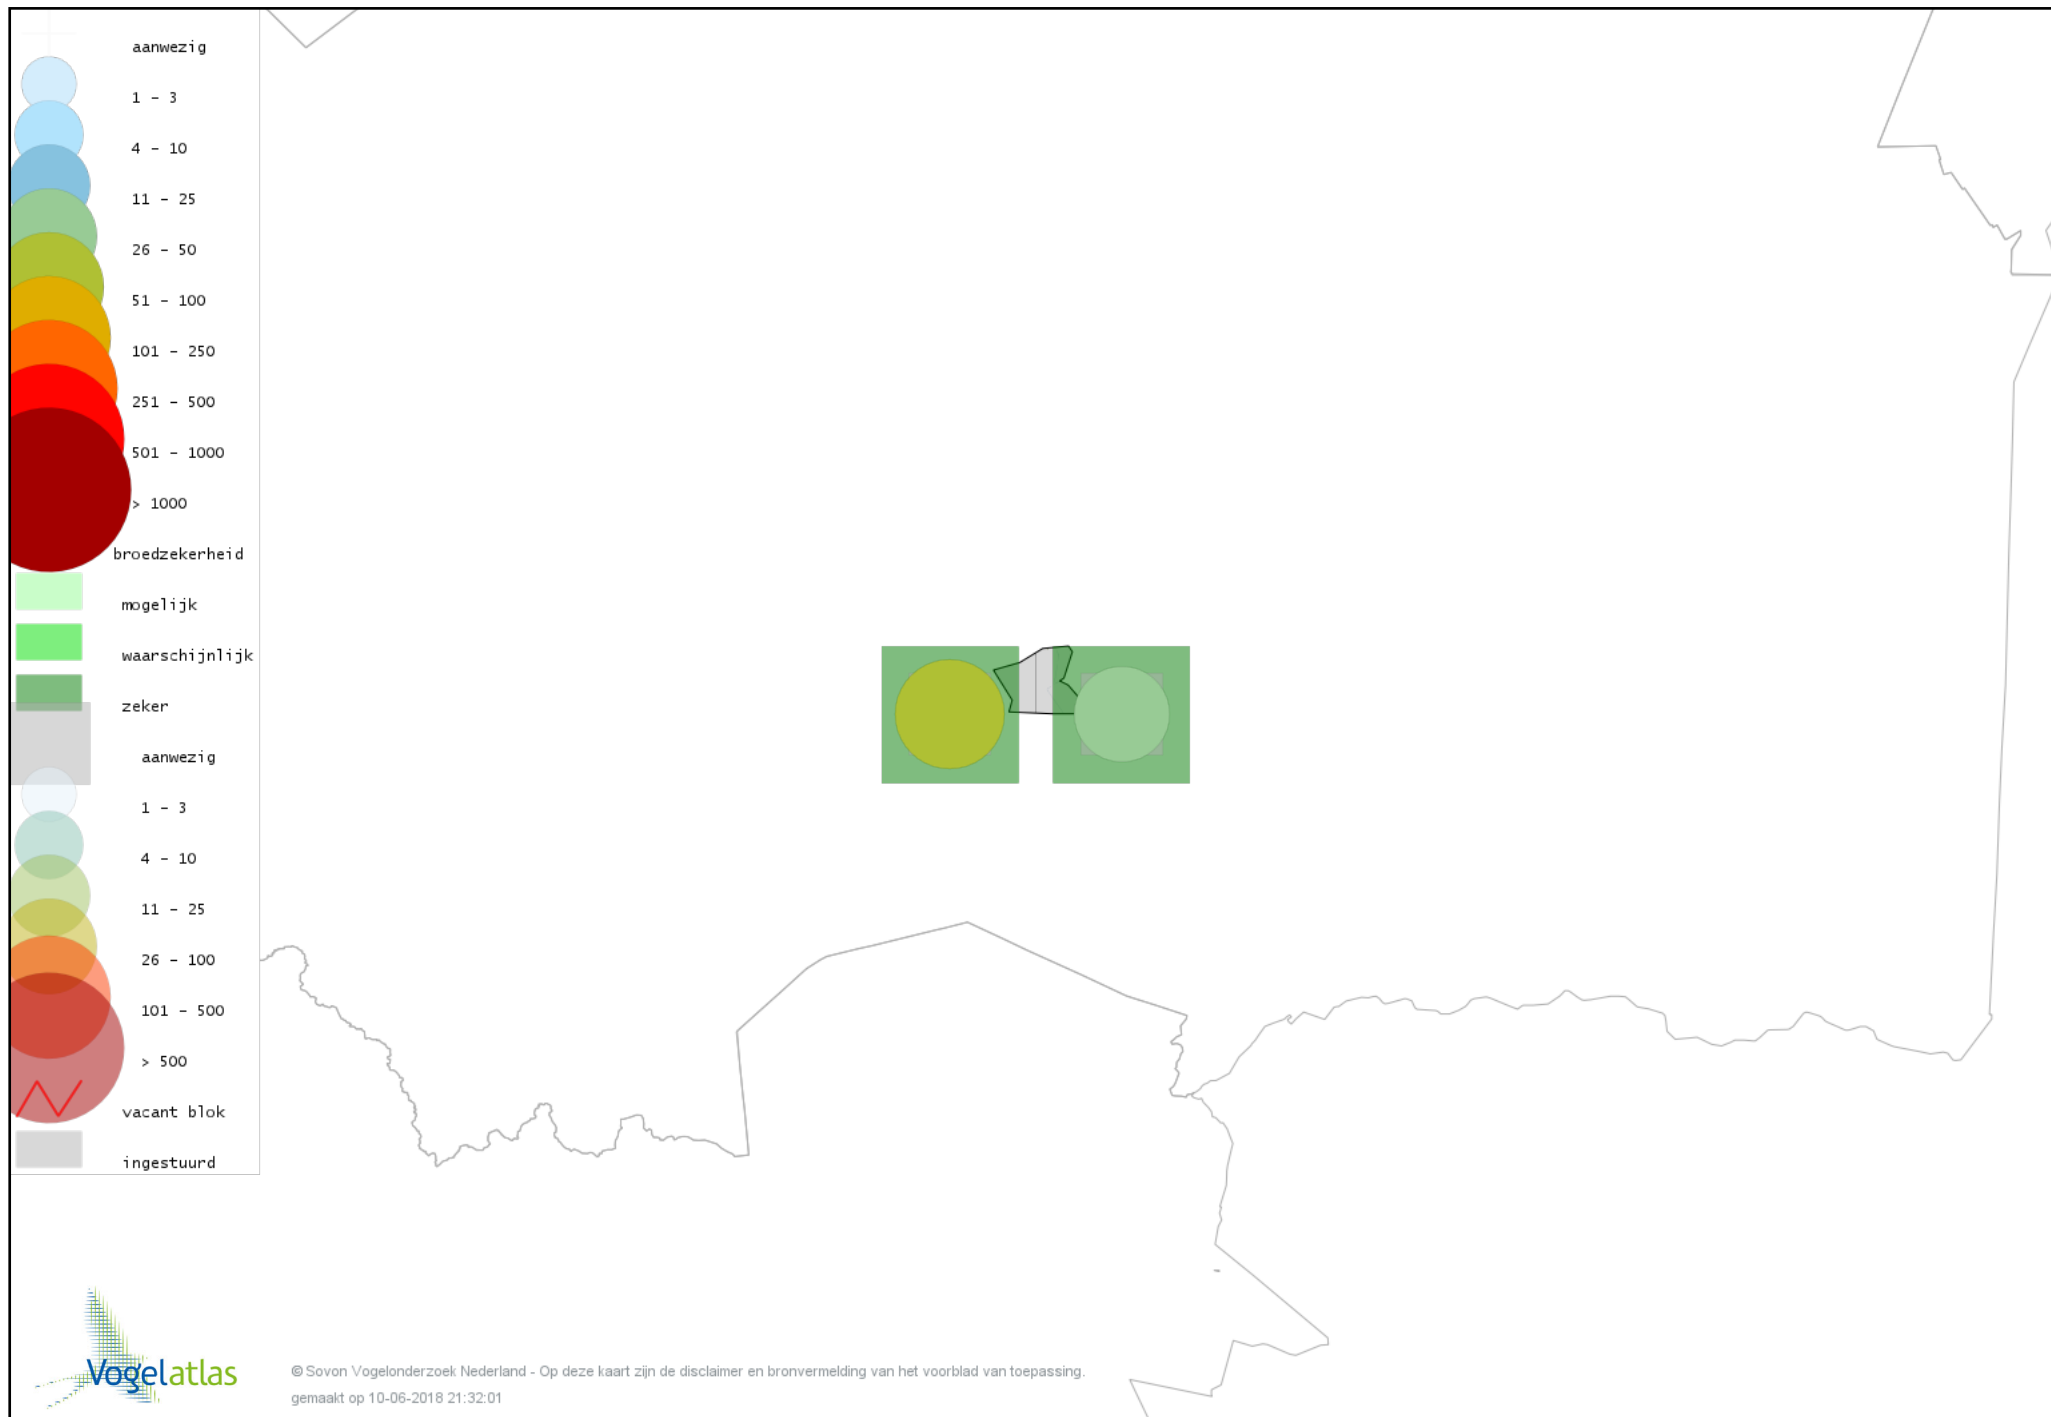 aanwezig
1 - 3
4 - 10
11 - 25
26 - 50
51 - 100
101 - 250
251 - 500
501 - 1000
> 1000
broedzekerheid
mogelijk
waarschijnlijk
zeker
aanwezig
1 - 3
4 - 10
11 - 25
26 - 100
101 - 500
> 500
vacant blok
ingestuurd
Vogelatlas
© Sovon Vogelonderzoek Nederland - Op deze kaart zijn de disclaimer en bronvermelding van het voorblad van toepassing.
gemaakt op 10-06-2018 21:32:01